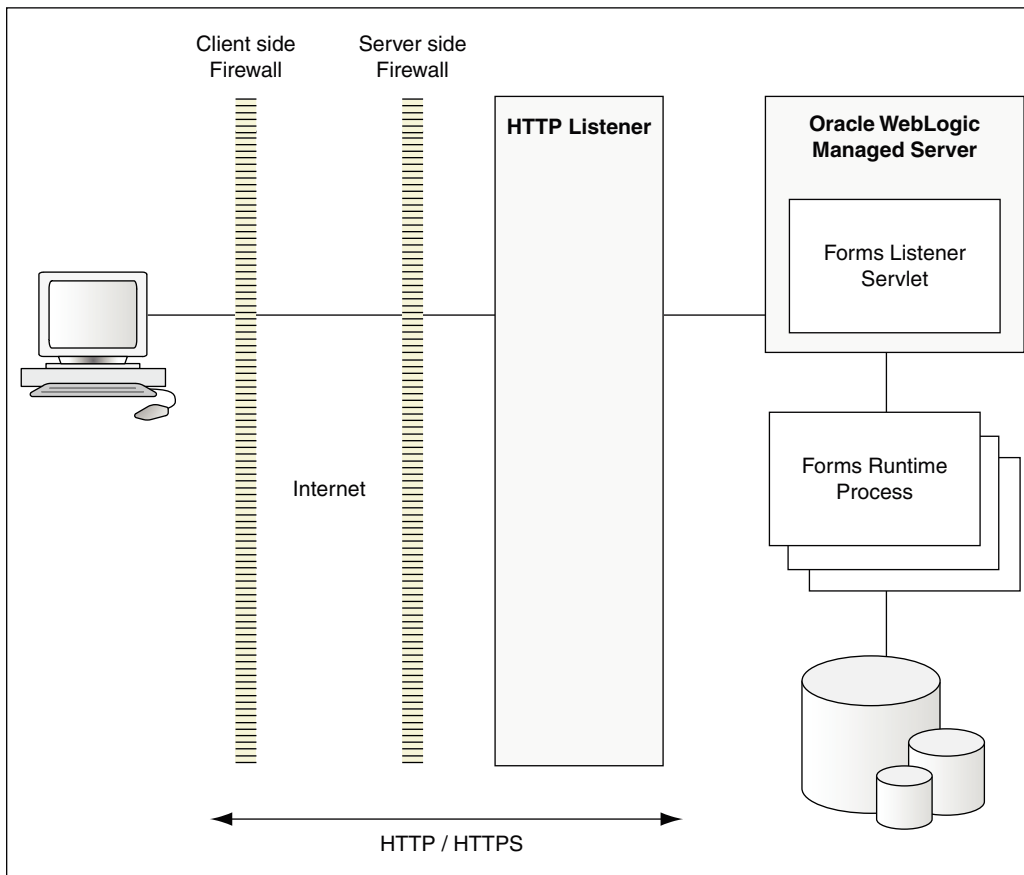 Client side
Firewall
Server side
Firewall
HTTP Listener
Oracle WebLogic
Managed Server
Forms Listener
Servlet
Forms Runtime
Process
Internet
HTTP / HTTPS